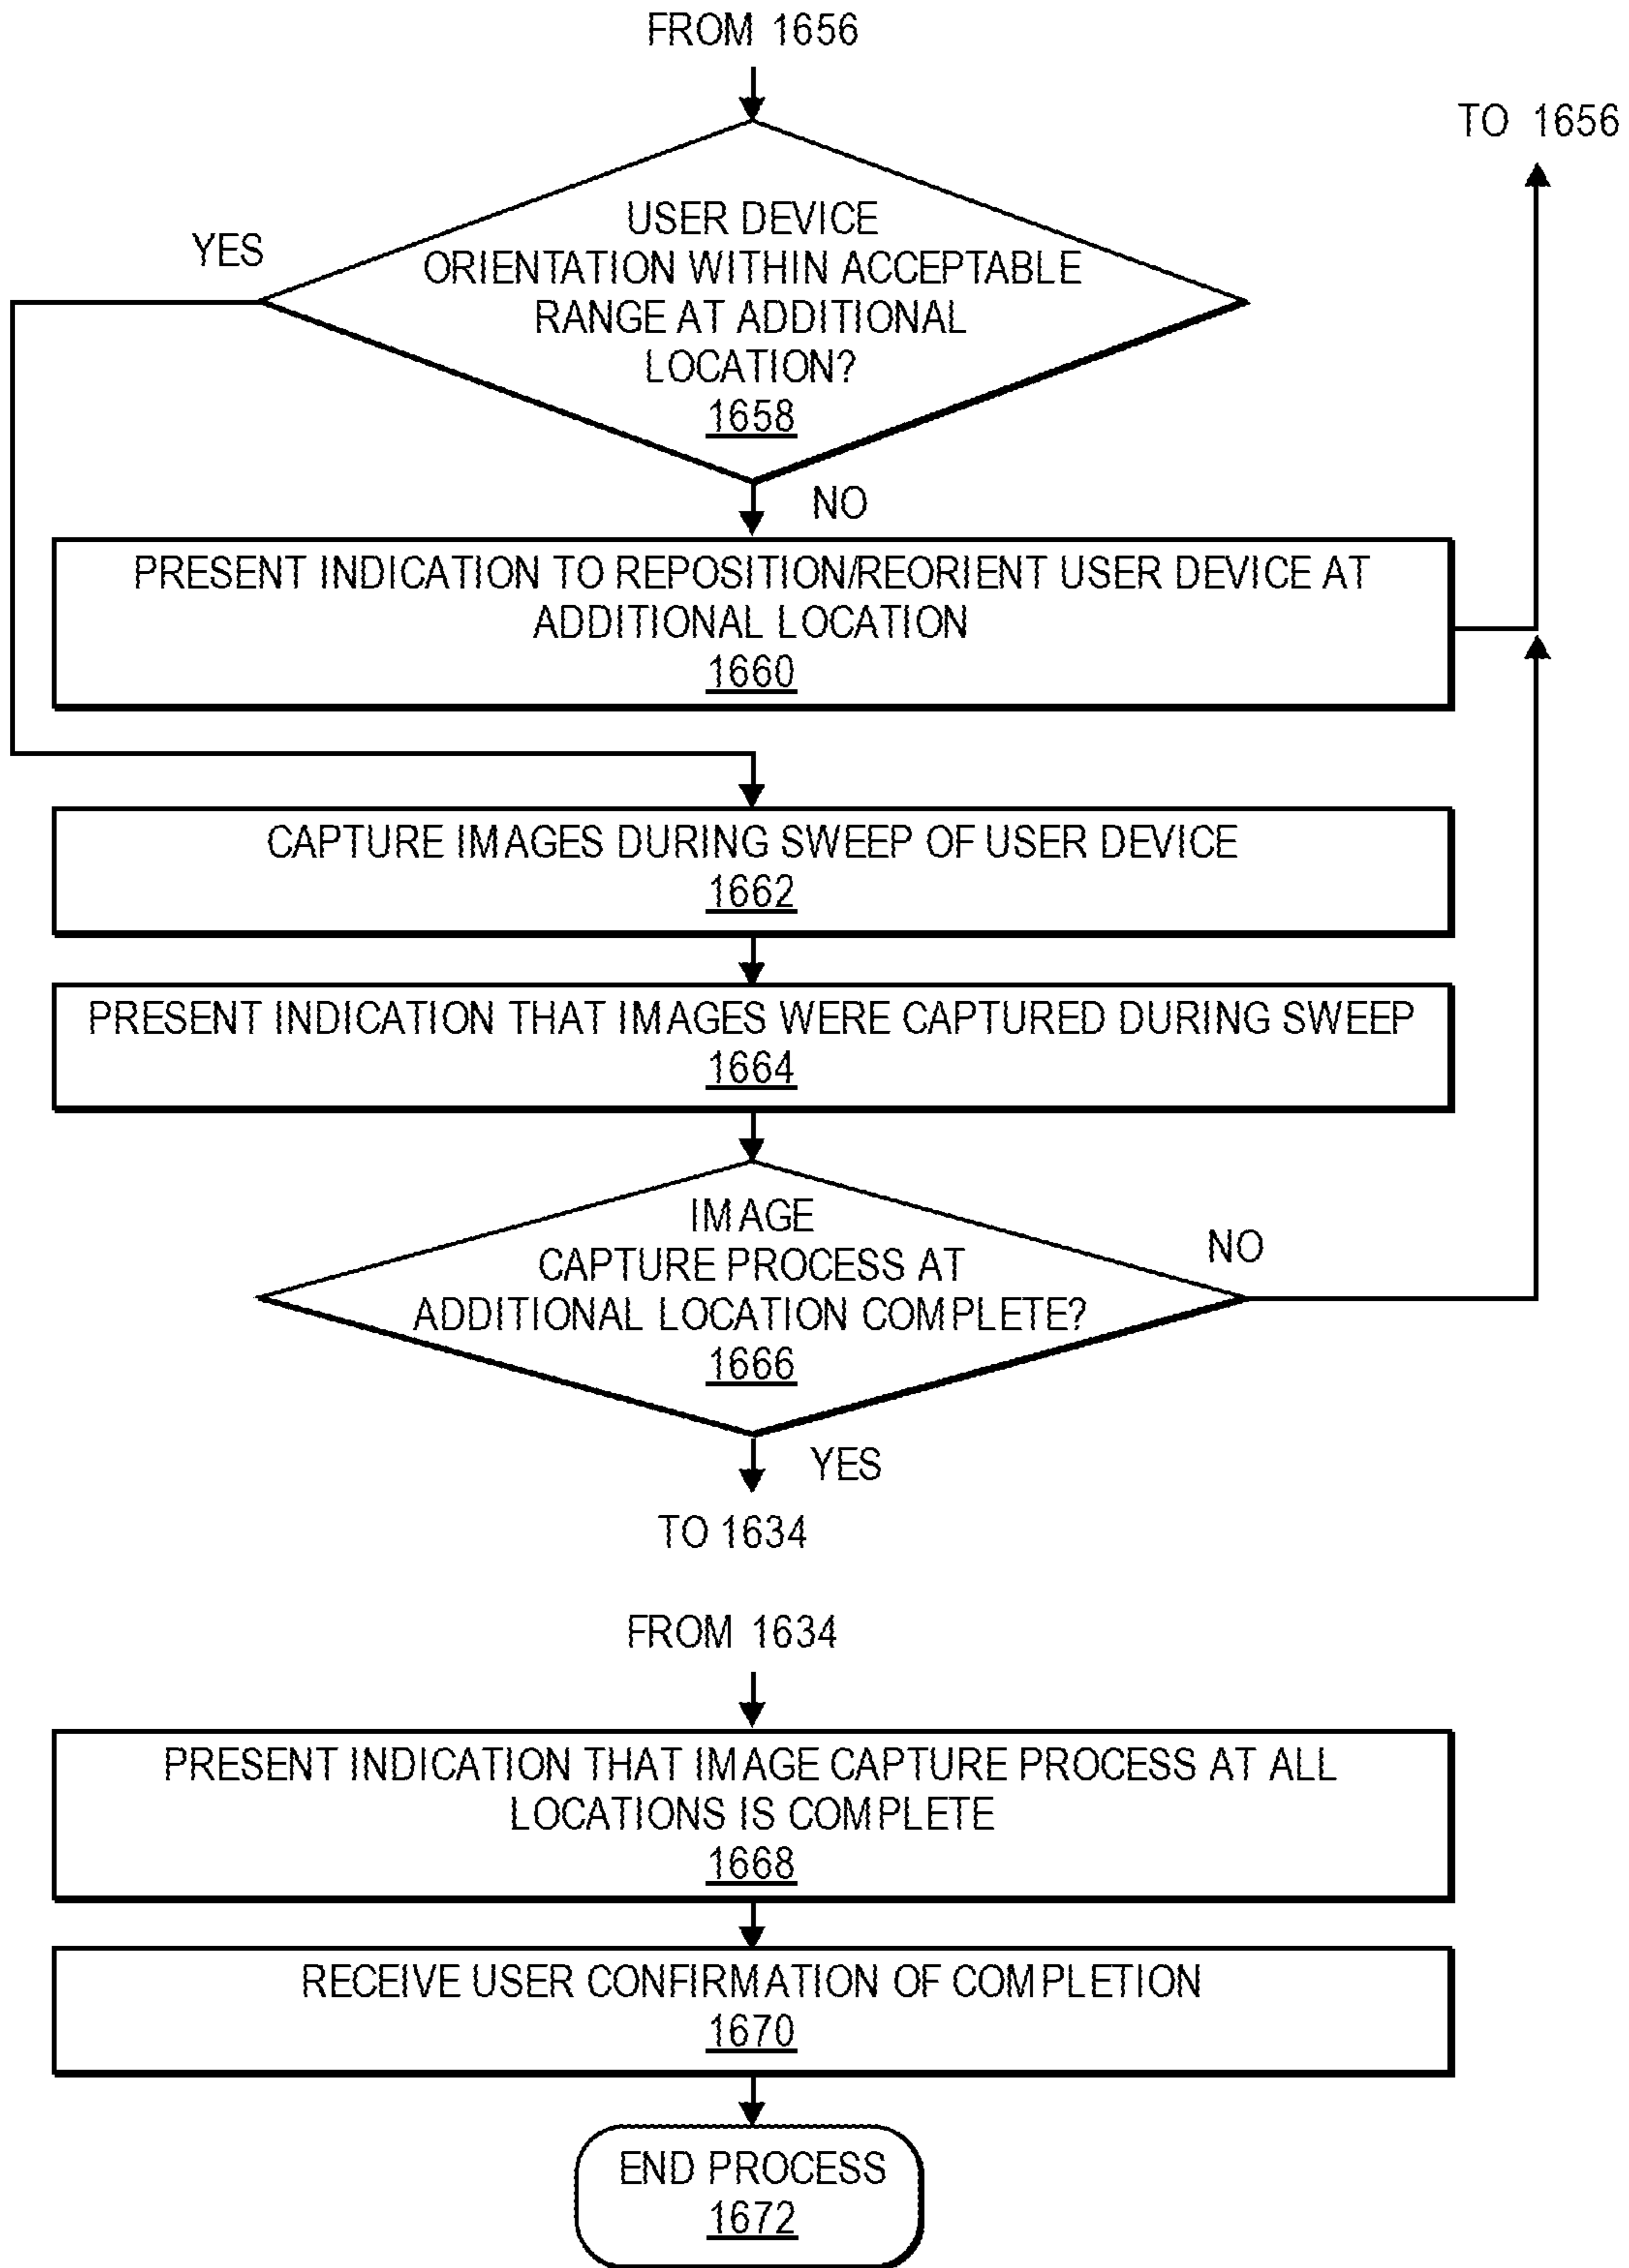 FROM 1656
TO 1656
YES
USER DEVICE
ORIENTATION WITHIN ACCEPTABLE
RANGE AT ADDITIONAL
LOCATION?
1658
NO
PRESENT INDICATION TO REPOSITION/REORIENT USER DEVICE AT
ADDITIONAL LOCATION
1660
CAPTURE IMAGES DURING SWEEP OF USER DEVICE
1662
PRESENT INDICATION THAT IMAGES WERE CAPTURED DURING SWEEP
1664
IMAGE
CAPTURE PROCESS AT
ADDITIONAL LOCATION COMPLETE?
1666
NO
YES
TO 1634
FROM 1634
PRESENT INDICATION THAT IMAGE CAPTURE PROCESS AT ALL
LOCATIONS IS COMPLETE
1668
RECEIVE USER CONFIRMATION OF COMPLETION
1670
END PROCESS
1672